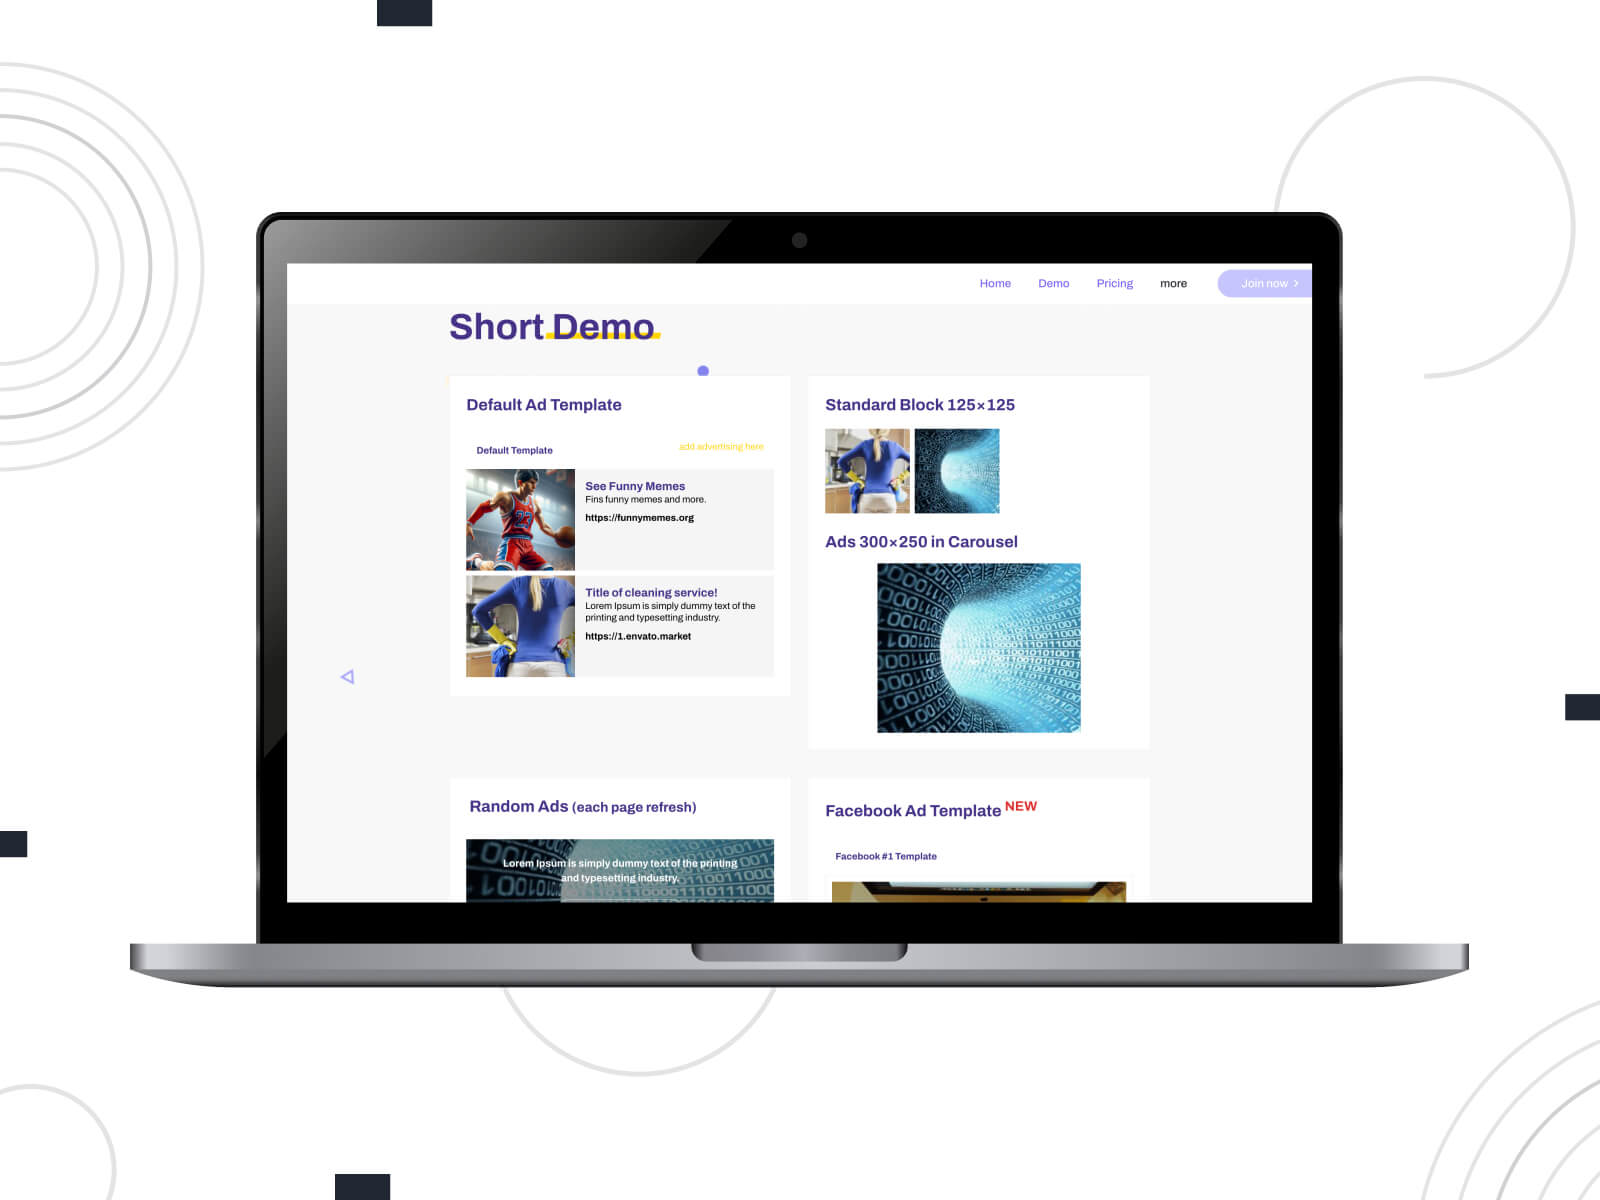 Home Demo Pricing more Join now
Short Demo
Default Ad Template
Default Template add advertising here
23
See Funny Memes
Fins funny memes and more.
https://funnymemes.org
Title of cleaning service!
Lorem Ipsum is simply dummy text of the
printing and typesetting industry.
https://1.envato.market
Standard Block 125×125
Ads 300×250 in Carousel
Random Ads (each page refresh)
Lorem Ipsum is simply dummy text of the printing
and typesetting industry.
Facebook Ad Template NEW
Facebook #1 Template